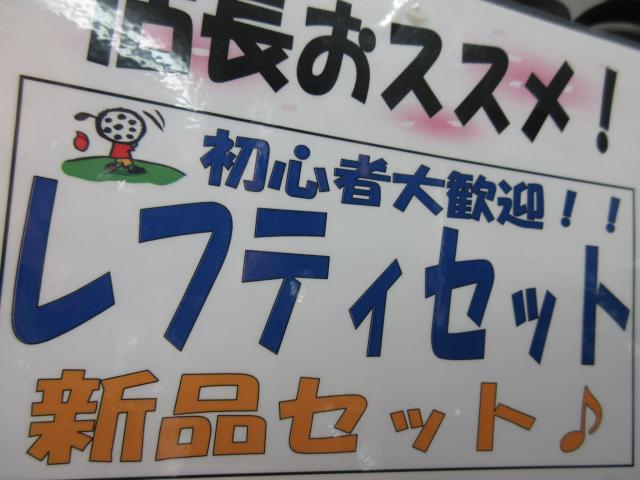 店長おススメ！
初心者大歓迎！！
レフティセット
新品セット♪